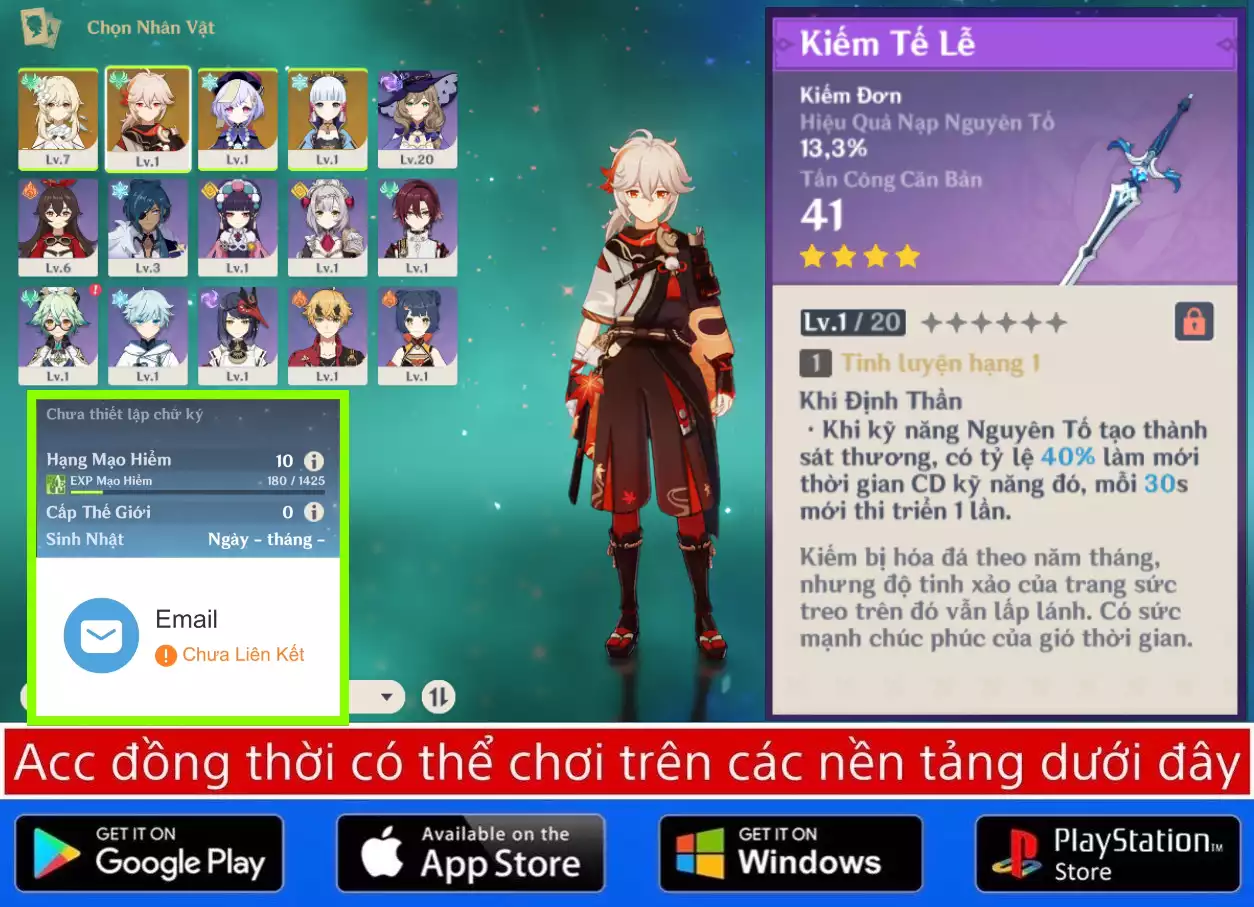 Chọn Nhân Vật
Lv.7
Lv.1
Lv.1
Lv.1
Lv.20
Lv.6
Lv.3
Lv.1
Lv.1
Lv.1
Lv.1
Lv.1
Lv.1
Lv.1
Lv.1
Chưa thiết lập chữ ký
Hạng Mạo Hiểm 10
EXP Mạo Hiểm 180 / 1425
Cấp Thế Giới 0
Sinh Nhật Ngày - tháng -
Email
Chưa Liên Kết
Kiếm Tế Lễ
Kiếm Đơn
Hiệu Quả Nạp Nguyên Tố
13,3%
Tấn Công Căn Bản
41
Lv.1 / 20
1 Tinh luyện hạng 1
Khí Định Thần
· Khi kỹ năng Nguyên Tố tạo thành
sát thương, có tỷ lệ 40% làm mới
thời gian CD kỹ năng đó, mỗi 30s
mới thi triển 1 lần.
Kiếm bị hóa đá theo năm tháng,
nhưng độ tinh xảo của trang sức
treo trên đó vẫn lấp lánh. Có sức
mạnh chúc phúc của gió thời gian.
Acc đồng thời có thể chơi trên các nền tảng dưới đây
GET IT ON
Google Play
Available on the
App Store
GET IT ON
Windows
PlayStation™
Store